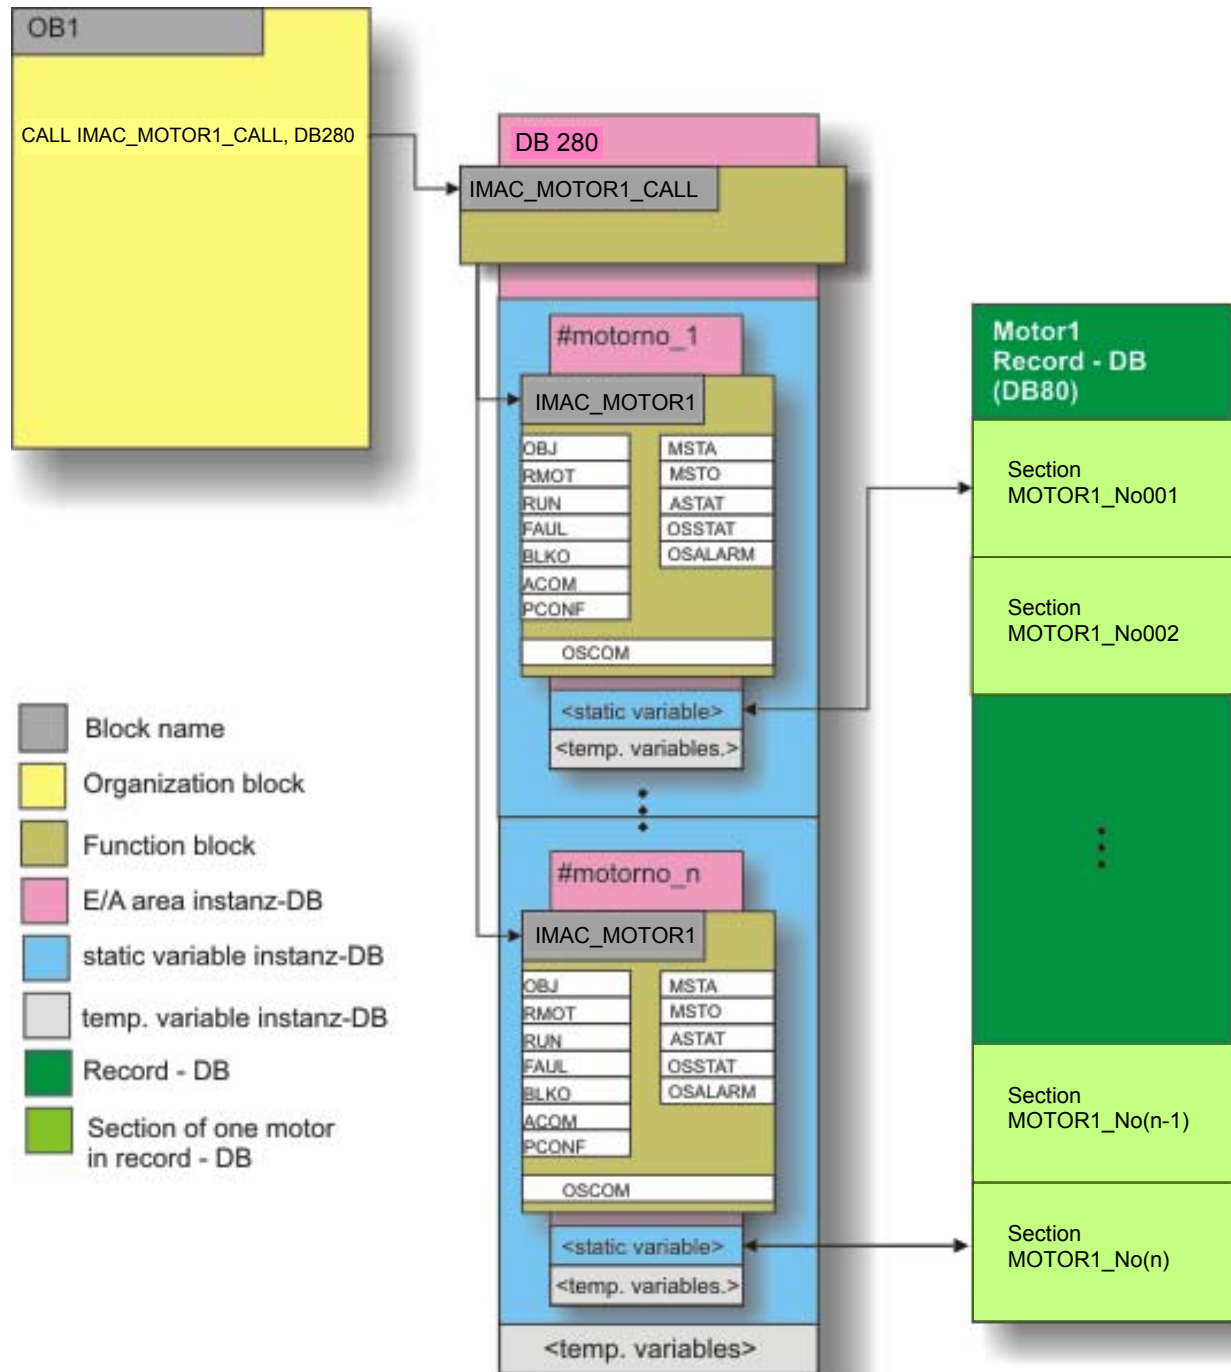 OB1
CALL IMAC_MOTOR1_CALL, DB280
DB 280
IMAC_MOTOR1_CALL
#motorno_1
IMAC_MOTOR1
OBJ
RMOT
RUN
FAUL
BLKO
ACOM
PCONF
MSTA
MSTO
ASTAT
OSSTAT
OSALARM
OSCOM
<static variable>
<temp. variables.>
#motorno_n
IMAC_MOTOR1
OBJ
RMOT
RUN
FAUL
BLKO
ACOM
PCONF
MSTA
MSTO
ASTAT
OSSTAT
OSALARM
OSCOM
<static variable>
<temp. variables.>
<temp. variables>
Motor1
Record - DB
(DB80)
Section
MOTOR1_No001
Section
MOTOR1_No002
Section
MOTOR1_No(n-1)
Section
MOTOR1_No(n)
Block name
Organization block
Function block
E/A area instanz-DB
static variable instanz-DB
temp. variable instanz-DB
Record - DB
Section of one motor
in record - DB